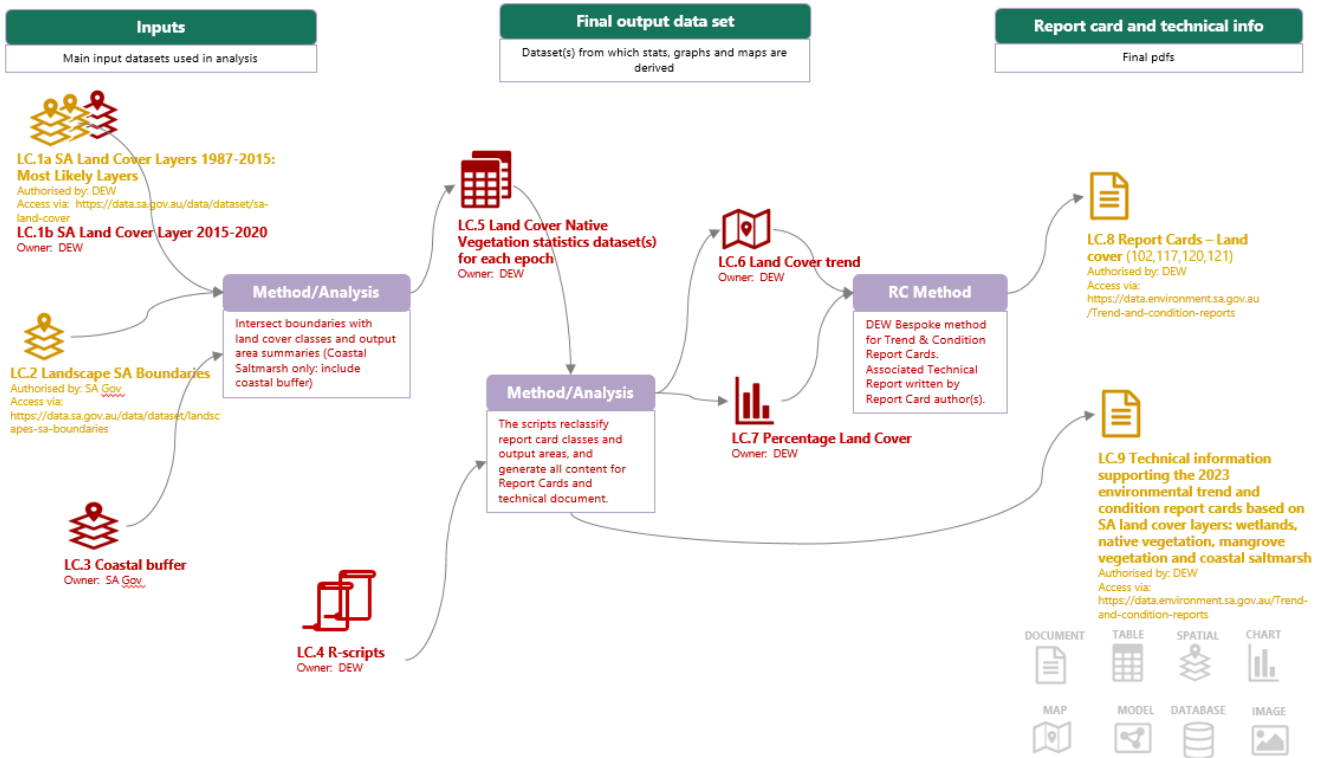 Inputs
Main input datasets used in analysis
Final output data set
Dataset(s) from which stats, graphs and maps are
derived
Report card and technical info
Final pdfs
LC.1a SA Land Cover Layers 1987-2015:
Most Likely Layers
Authorised by: DEW
Access via: https://data.sa.gov.au/data/dataset/sa-
land-cover
LC.1b SA Land Cover Layer 2015-2020
Owner: DEW
LC.2 Landscape SA Boundaries
Authorised by: SA Gov
Access via:
https://data.sa.gov.au/data/dataset/landsc
apes-sa-boundaries
LC.3 Coastal buffer
Owner: SA Gov
Method/Analysis
Intersect boundaries with
land cover classes and output
area summaries (Coastal
Saltmarsh only: include
coastal buffer)
LC.4 R-scripts
Owner: DEW
LC.5 Land Cover Native
Vegetation statistics dataset(s)
for each epoch
Owner: DEW
Method/Analysis
The scripts reclassify
report card classes and
output areas, and
generate all content for
Report Cards and
technical document.
LC.6 Land Cover trend
Owner: DEW
LC.7 Percentage Land Cover
Owner: DEW
RC Method
DEW Bespoke method
for Trend & Condition
Report Cards.
Associated Technical
Report written by
Report Card author(s).
LC.8 Report Cards – Land
cover (102,117,120,121)
Authorised by: DEW
Access via:
https://data.environment.sa.gov.au
/Trend-and-condition-reports
LC.9 Technical information
supporting the 2023
environmental trend and
condition report cards based on
SA land cover layers: wetlands,
native vegetation, mangrove
vegetation and coastal saltmarsh
Authorised by: DEW
Access via:
https://data.environment.sa.gov.au/Trend-
and-condition-reports
DOCUMENT TABLE SPATIAL CHART
MAP MODEL DATABASE IMAGE